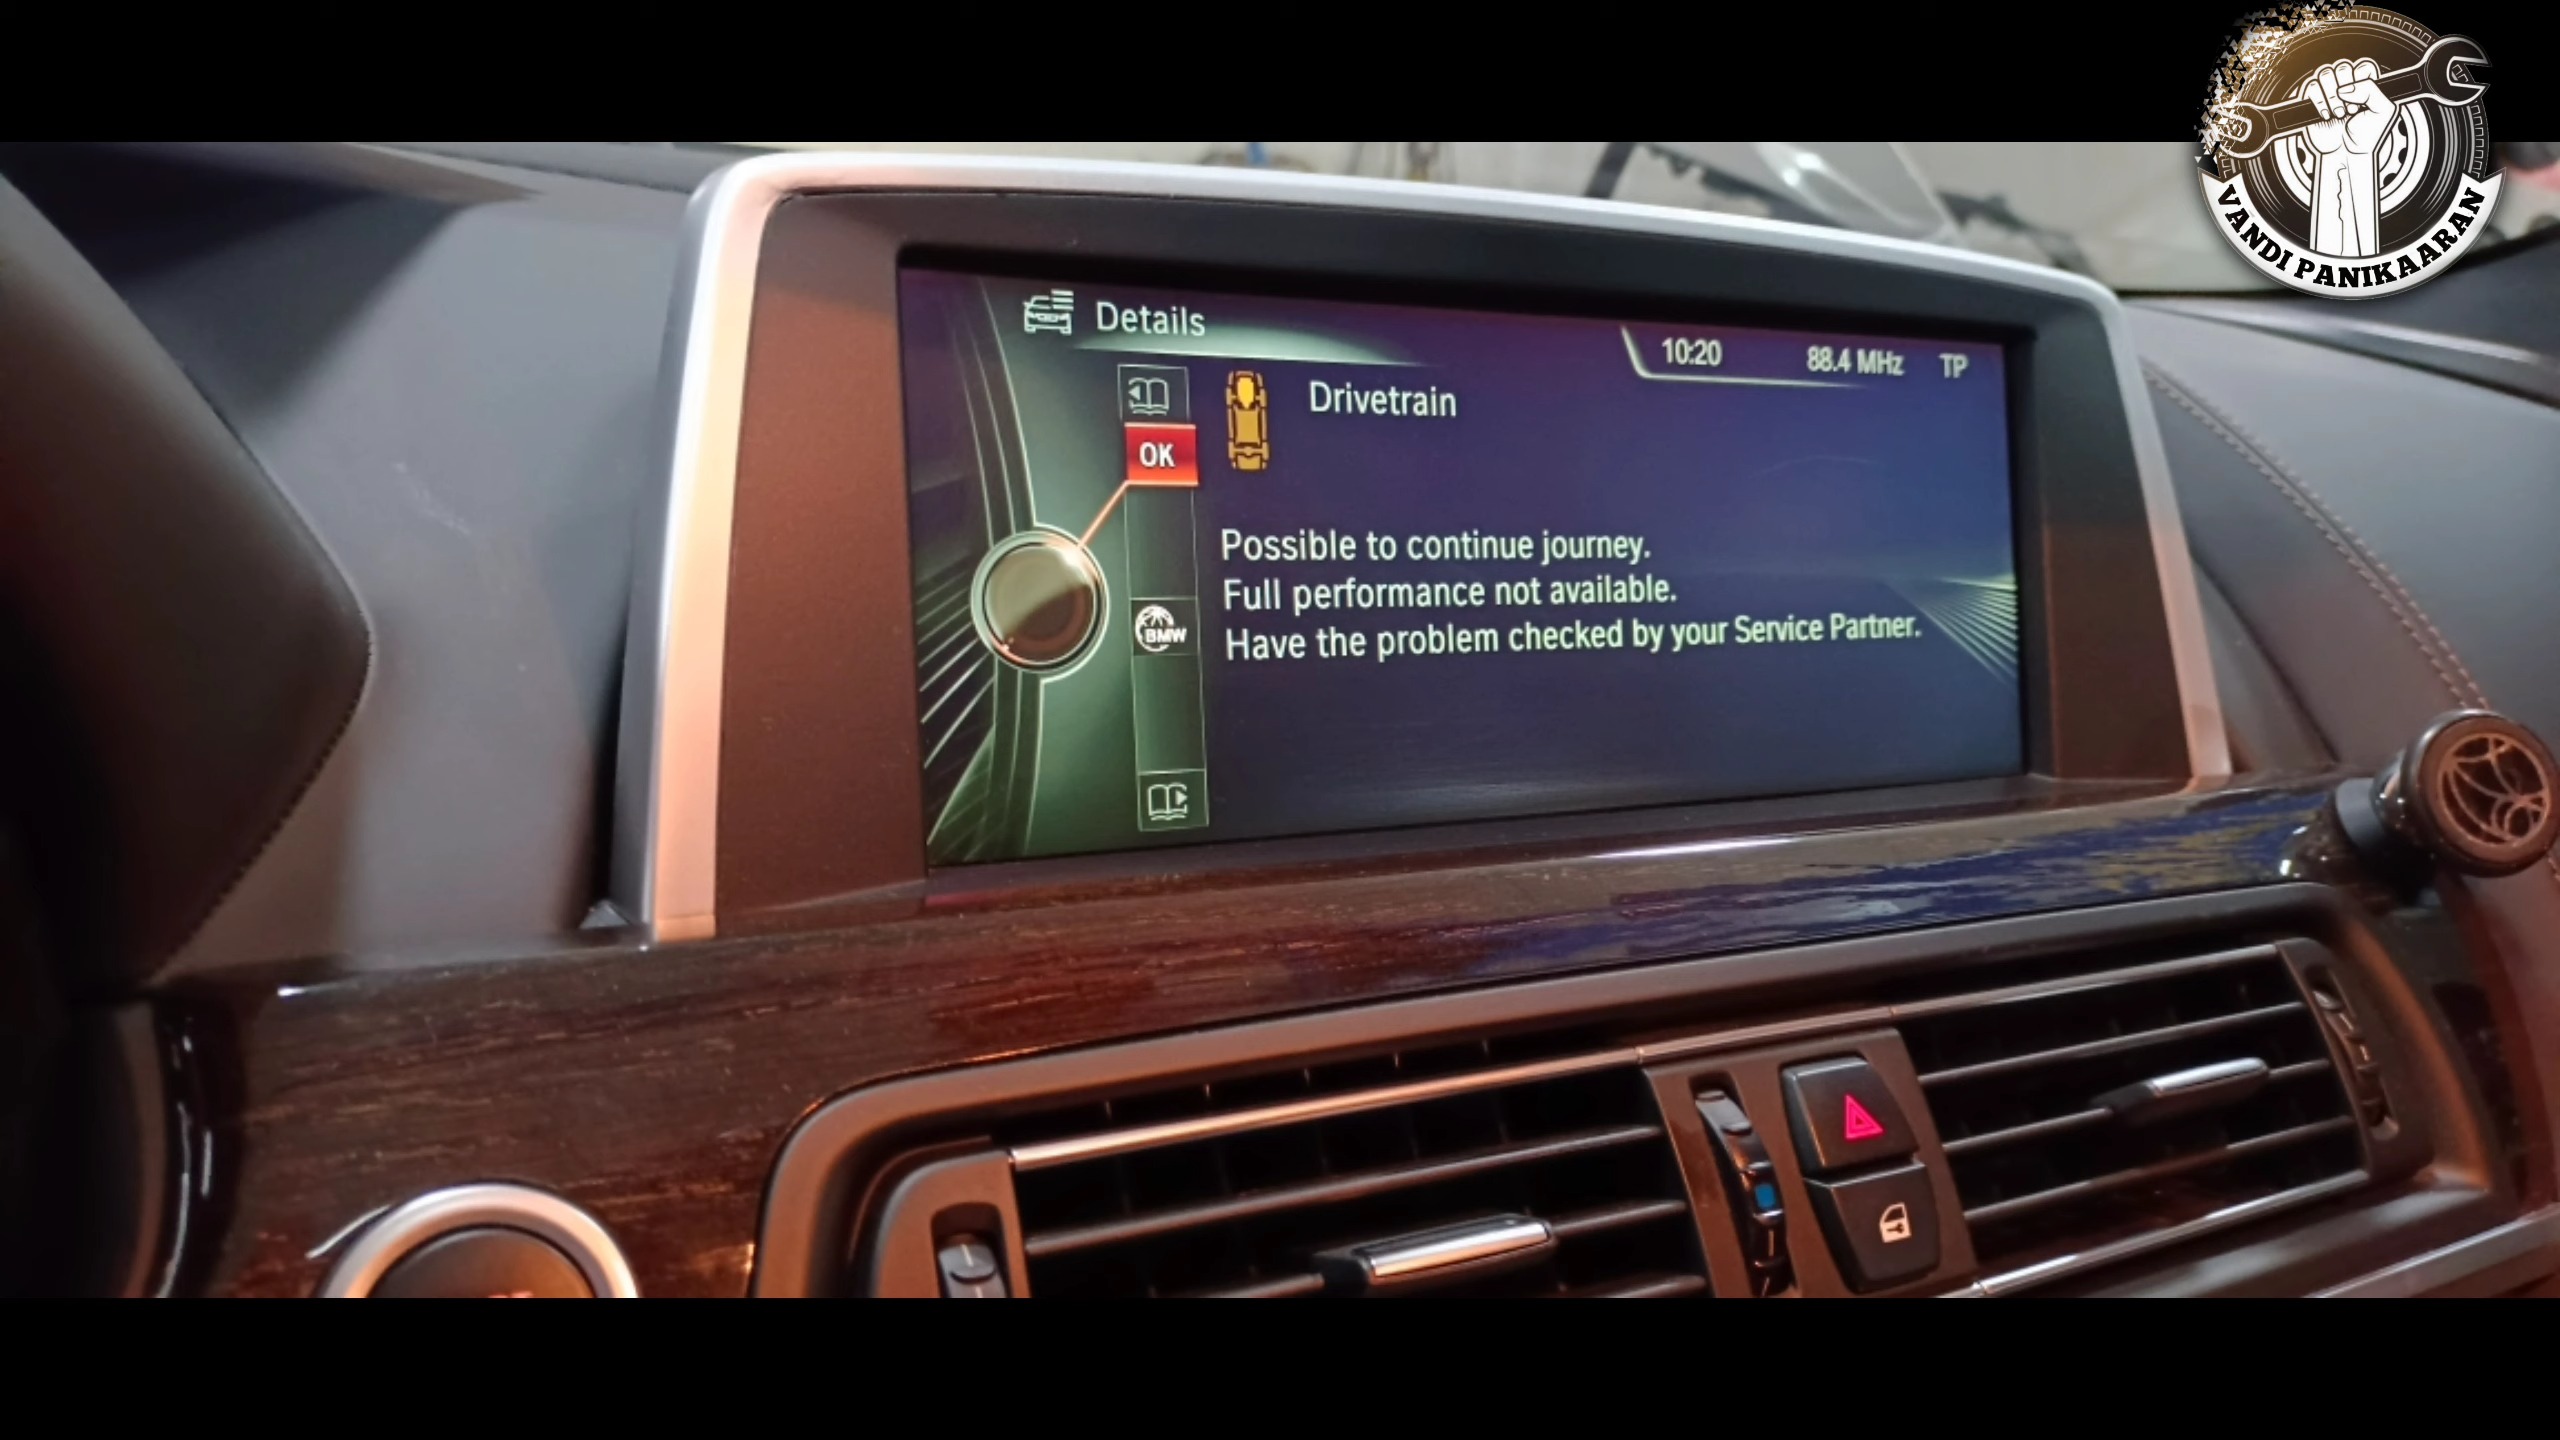 VANDI PANIKAARAN
Details
10:20
88.4 MHz
TP
OK
Drivetrain
Possible to continue journey.
Full performance not available.
Have the problem checked by your Service Partner.
BMW